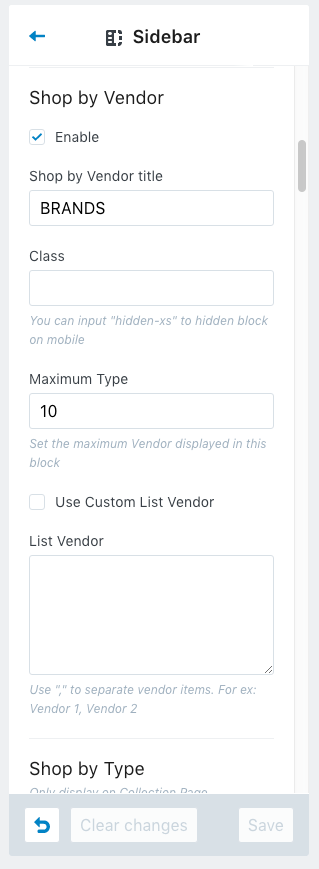 Sidebar
Shop by Vendor
Enable
Shop by Vendor title
BRANDS
Class
You can input "hidden-xs" to hidden block
on mobile
Maximum Type
10
Set the maximum Vendor displayed in this
block
Use Custom List Vendor
List Vendor
Use "," to separate vendor items. For ex:
Vendor 1, Vendor 2
Shop by Type
Only display on Collection Page
Clear changes
Save